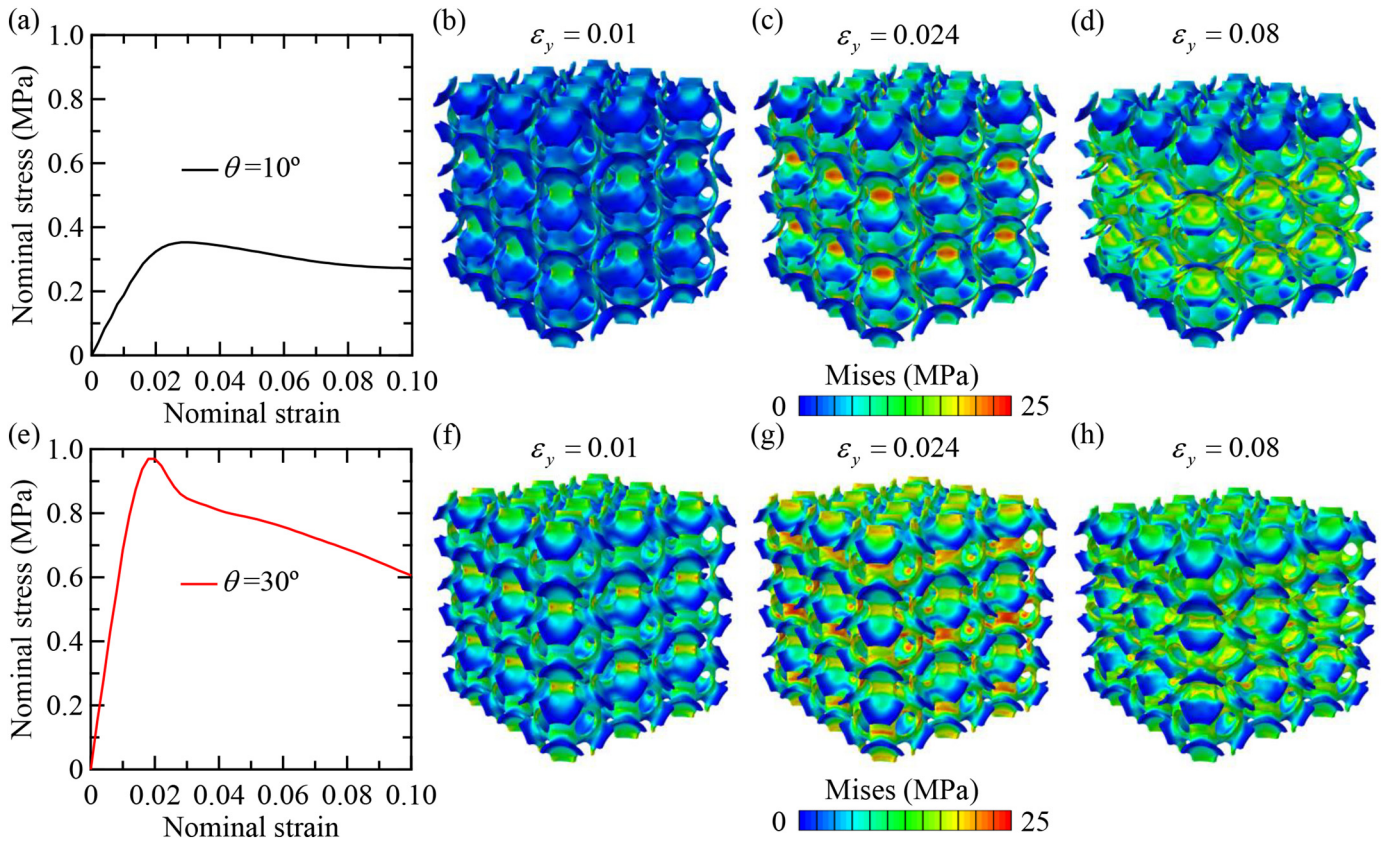 (a)
1.0
0.8
0.6
0.4
0.2
0
Nominal stress (MPa)
θ=10º
0 0.02 0.04 0.06 0.08 0.10
Nominal strain
(b)
εy = 0.01
(c)
εy = 0.024
(d)
εy = 0.08
Mises (MPa)
0 25
(e)
1.0
0.8
0.6
0.4
0.2
0
Nominal stress (MPa)
θ=30º
0 0.02 0.04 0.06 0.08 0.10
Nominal strain
(f)
εy = 0.01
(g)
εy = 0.024
(h)
εy = 0.08
Mises (MPa)
0 25